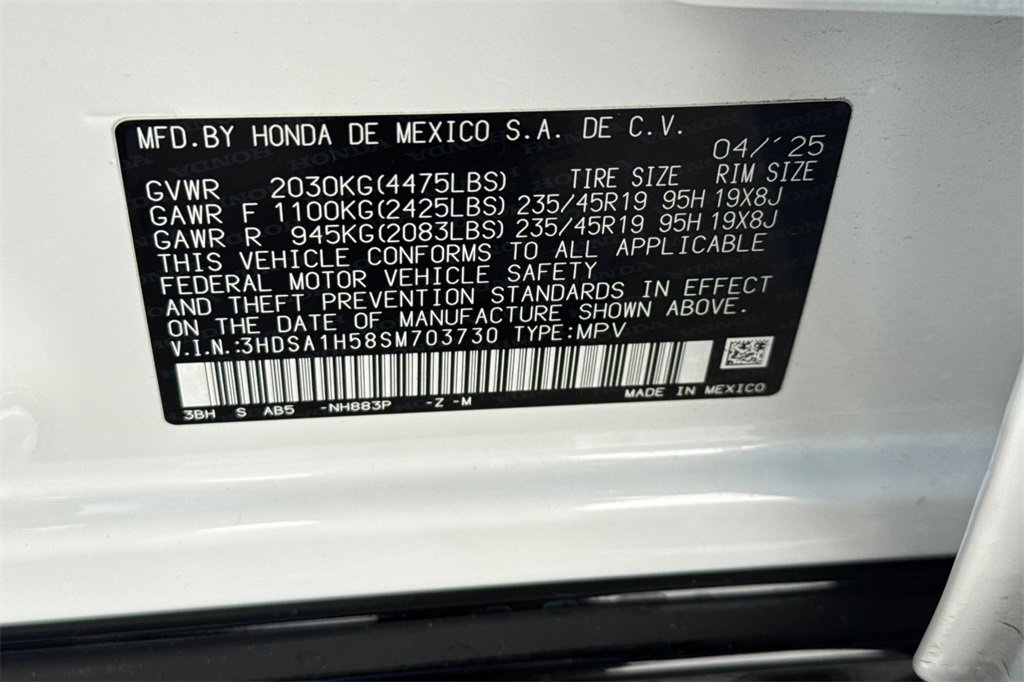 MFD.BY HONDA DE MEXICO S.A. DE C.V.
04/'25
GVWR 2030KG(4475LBS) TIRE SIZE RIM SIZE
GAWR F 1100KG(2425LBS) 235/45R19 95H 19X8J
GAWR R 945KG(2083LBS) 235/45R19 95H 19X8J
THIS VEHICLE CONFORMS TO ALL APPLICABLE
FEDERAL MOTOR VEHICLE SAFETY
AND THEFT PREVENTION STANDARDS IN EFFECT
ON THE DATE OF MANUFACTURE SHOWN ABOVE.
V.I.N.:3HDSA1H58SM703730 TYPE:MPV
MADE IN MEXICO
3BH S AB5 -NH883P -Z -M